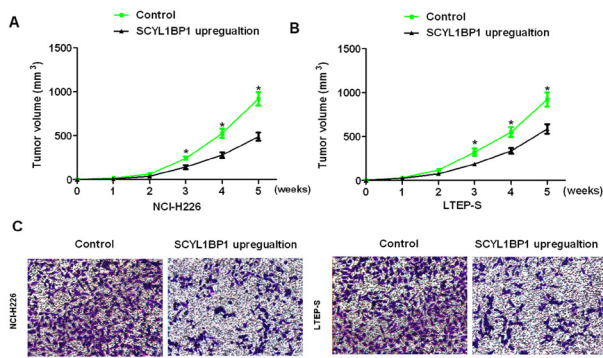 A
Control
SCYL1BP1 upregualtion
Tumor volume (mm³)
1500
1000
500
0
* * *
0 1 2 3 4 5 (weeks)
NCI-H226
B
Control
SCYL1BP1 upregualtion
Tumor volume (mm³)
1500
1000
500
0
* * *
0 1 2 3 4 5 (weeks)
LTEP-S
C
Control SCYL1BP1 upregualtion
NCI-H226
Control SCYL1BP1 upregualtion
LTEP-S